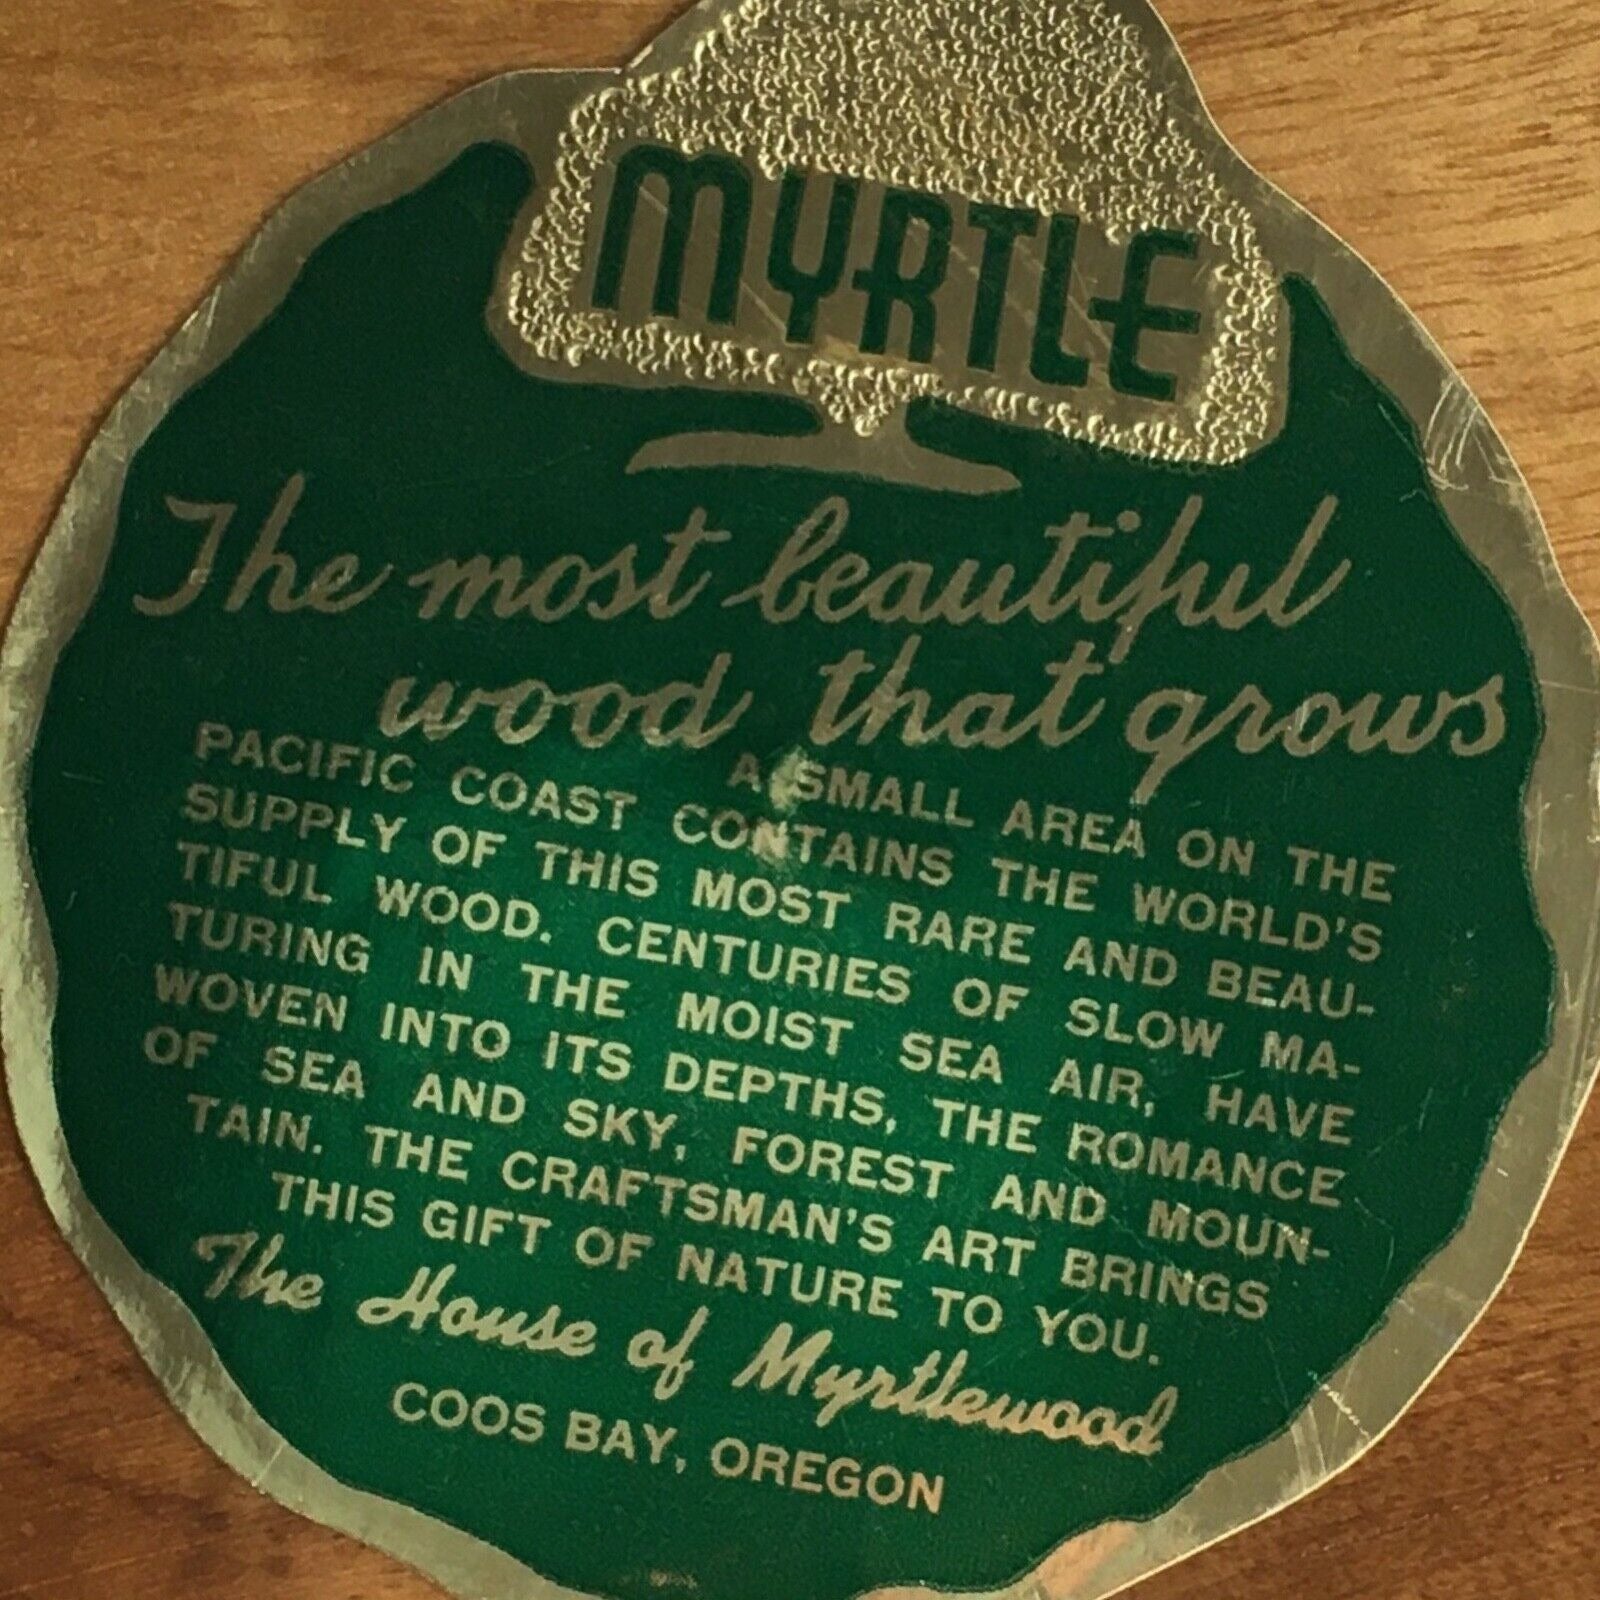 MYRTLE
The most beautiful
wood that grows
A SMALL AREA ON THE
PACIFIC COAST CONTAINS THE WORLD'S
SUPPLY OF THIS MOST RARE AND BEAU-
TIFUL WOOD. CENTURIES OF SLOW MA-
TURING IN THE MOIST SEA AIR, HAVE
WOVEN INTO ITS DEPTHS, THE ROMANCE
OF SEA AND SKY, FOREST AND MOUN-
TAIN. THE CRAFTSMAN'S ART BRINGS
THIS GIFT OF NATURE TO YOU.
The House of Myrtlewood
COOS BAY, OREGON